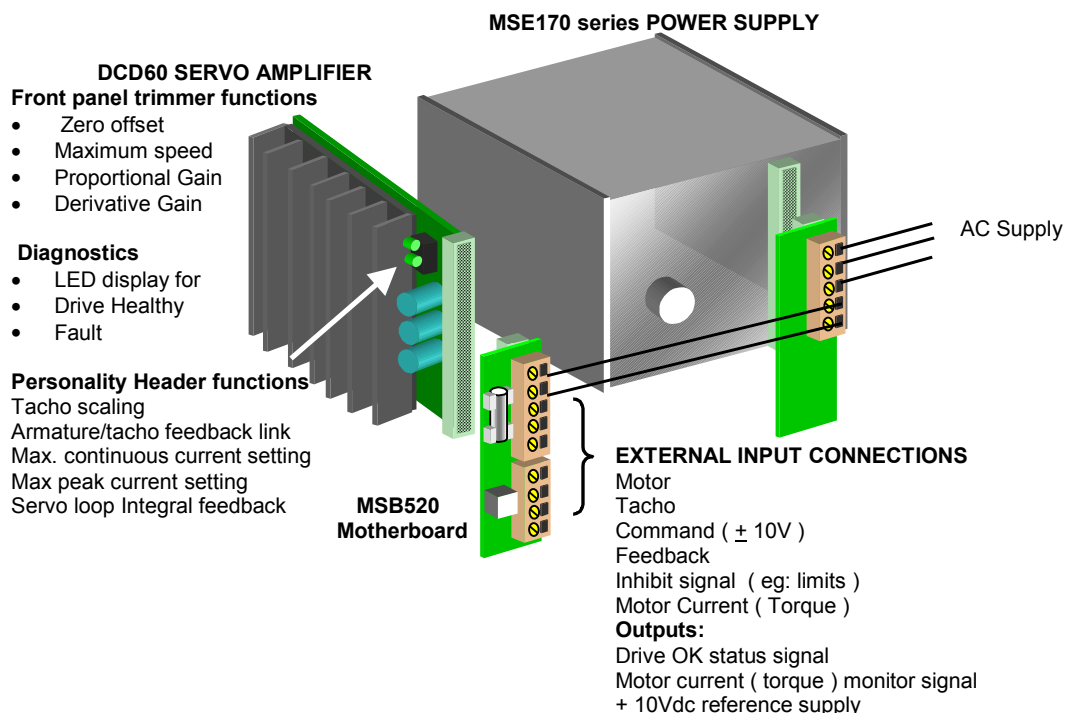 MSE170 series POWER SUPPLY
DCD60 SERVO AMPLIFIER
Front panel trimmer functions
• Zero offset
• Maximum speed
• Proportional Gain
• Derivative Gain
Diagnostics
• LED display for
• Drive Healthy
• Fault
Personality Header functions
Tacho scaling
Armature/tacho feedback link
Max. continuous current setting
Max peak current setting
Servo loop Integral feedback
MSB520
Motherboard
AC Supply
EXTERNAL INPUT CONNECTIONS
Motor
Tacho
Command ( ± 10V )
Feedback
Inhibit signal ( eg: limits )
Motor Current ( Torque )
Outputs:
Drive OK status signal
Motor current ( torque ) monitor signal
+ 10Vdc reference supply